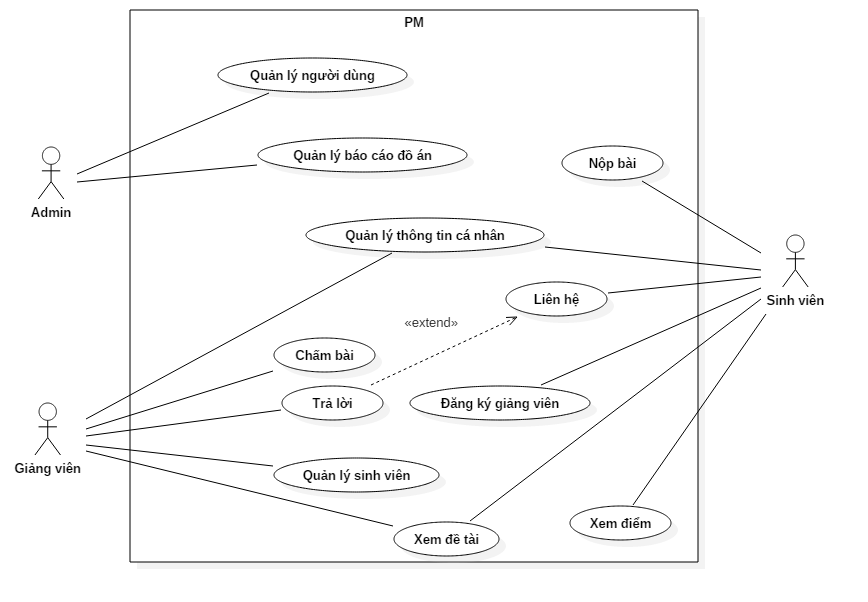 PM
Quản lý người dùng
Quản lý báo cáo đồ án
Nộp bài
Admin
Quản lý thông tin cá nhân
Liên hệ
Sinh viên
«extend»
Chấm bài
Trả lời
Đăng ký giảng viên
Giảng viên
Quản lý sinh viên
Xem điểm
Xem đề tài